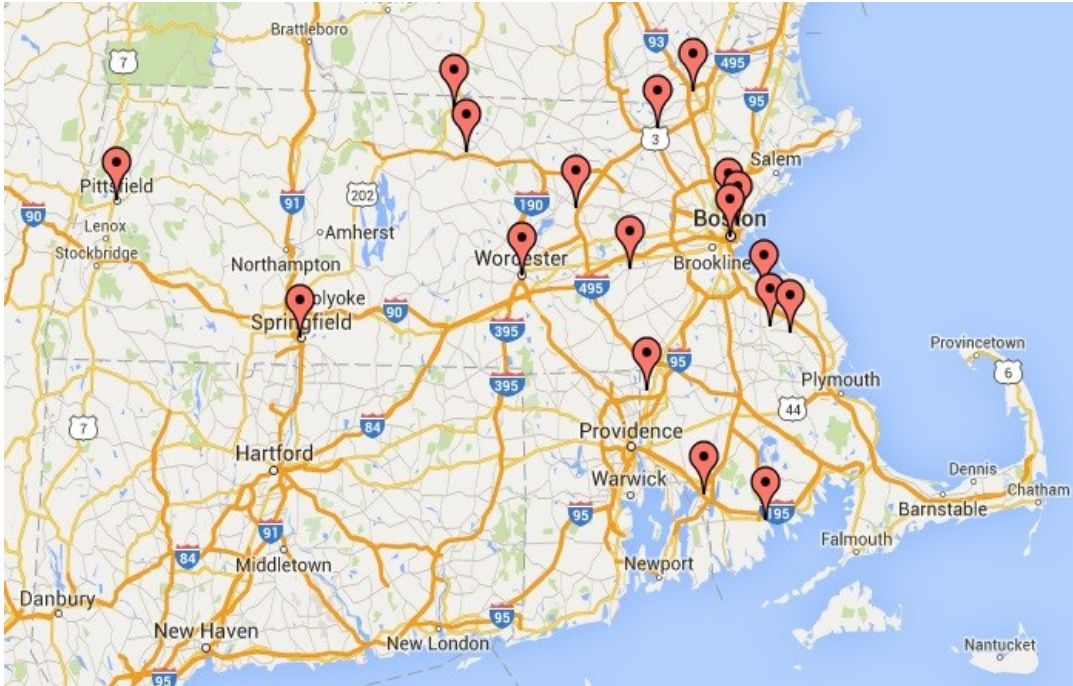 Brattleboro
7
93
495
95
3
Salem
Pittsfield
90
Lenox
Stockbridge
91
202
Amherst
Northampton
190
Worcester
Boston
Brookline
495
Holyoke
Springfield
90
395
395
95
Provincetown
6
Plymouth
44
7
84
Hartford
Providence
Warwick
195
Dennis
Chatham
Barnstable
95
Falmouth
91
84
Middletown
Newport
Danbury
New Haven
95
New London
Nantucket
95